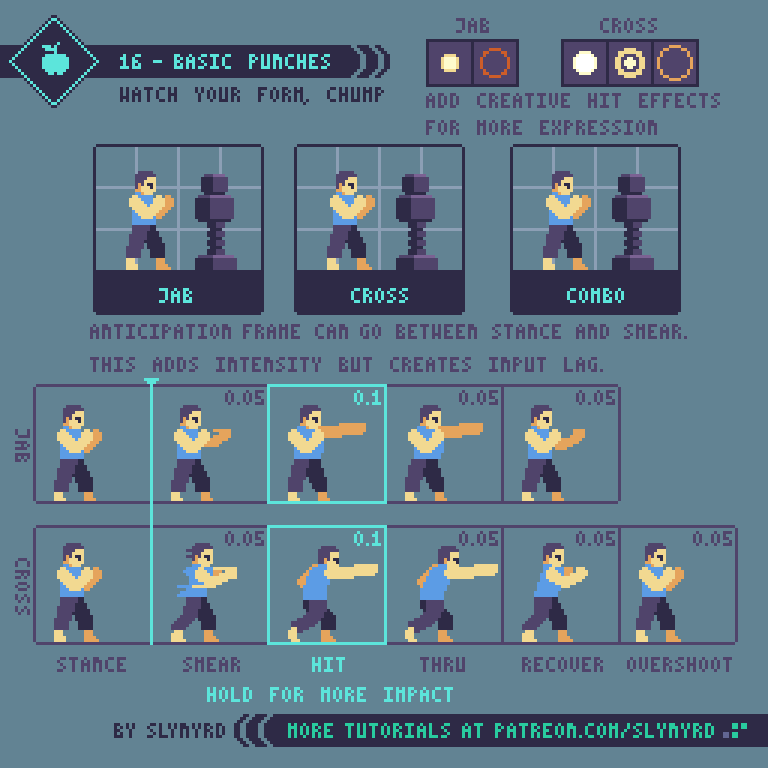 16 - BASIC PUNCHES
WATCH YOUR FORM, CHUMP
JAB
CROSS
ADD CREATIVE HIT EFFECTS
FOR MORE EXPRESSION
JAB
CROSS
COMBO
ANTICIPATION FRAME CAN GO BETWEEN STANCE AND SMEAR.
THIS ADDS INTENSITY BUT CREATES INPUT LAG.
JAB
0.05
0.1
0.05
0.05
CROSS
0.05
0.1
0.05
0.05
0.05
STANCE
SMEAR
HIT
THRU
RECOVER
OVERSHOOT
HOLD FOR MORE IMPACT
BY SLYNYRD
MORE TUTORIALS AT PATREON.COM/SLYNYRD